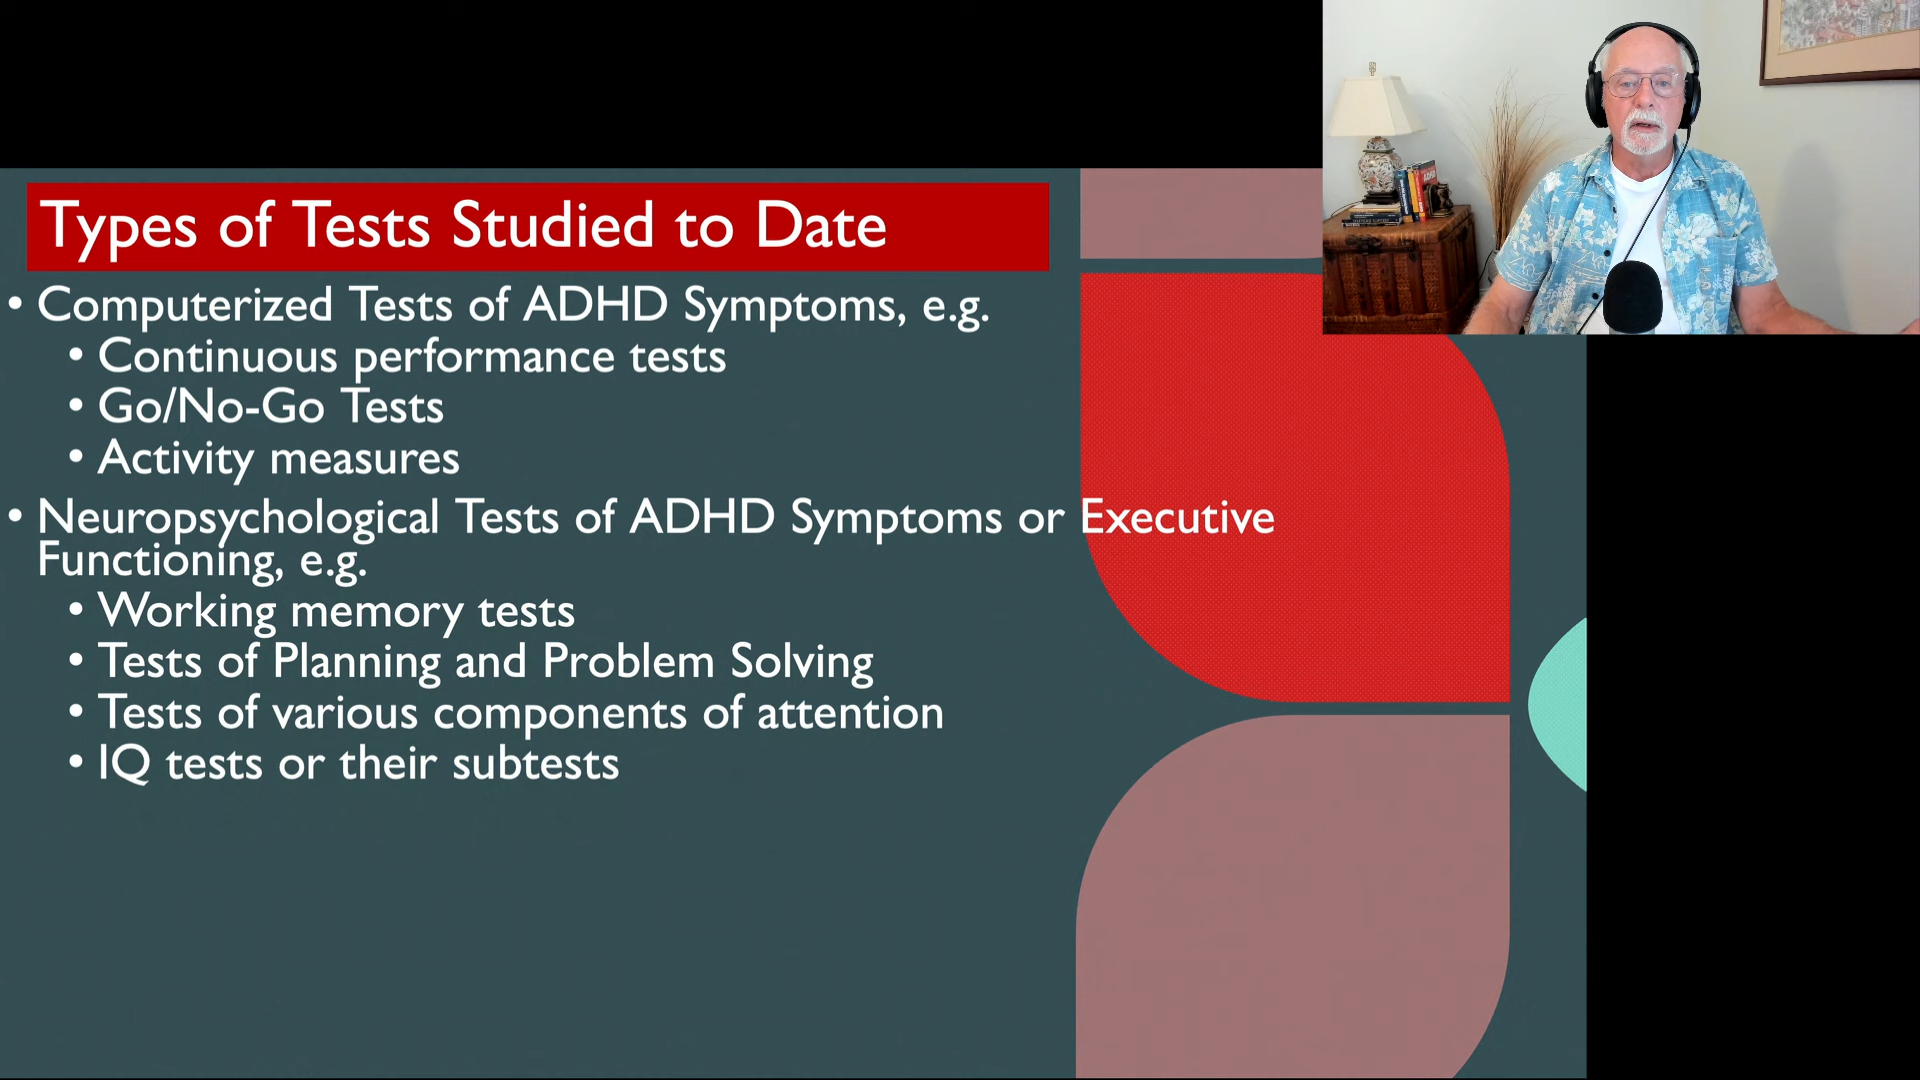 Types of Tests Studied to Date
• Computerized Tests of ADHD Symptoms, e.g.
• Continuous performance tests
• Go/No-Go Tests
• Activity measures
• Neuropsychological Tests of ADHD Symptoms or Executive
Functioning, e.g.
• Working memory tests
• Tests of Planning and Problem Solving
• Tests of various components of attention
• IQ tests or their subtests
ADHD